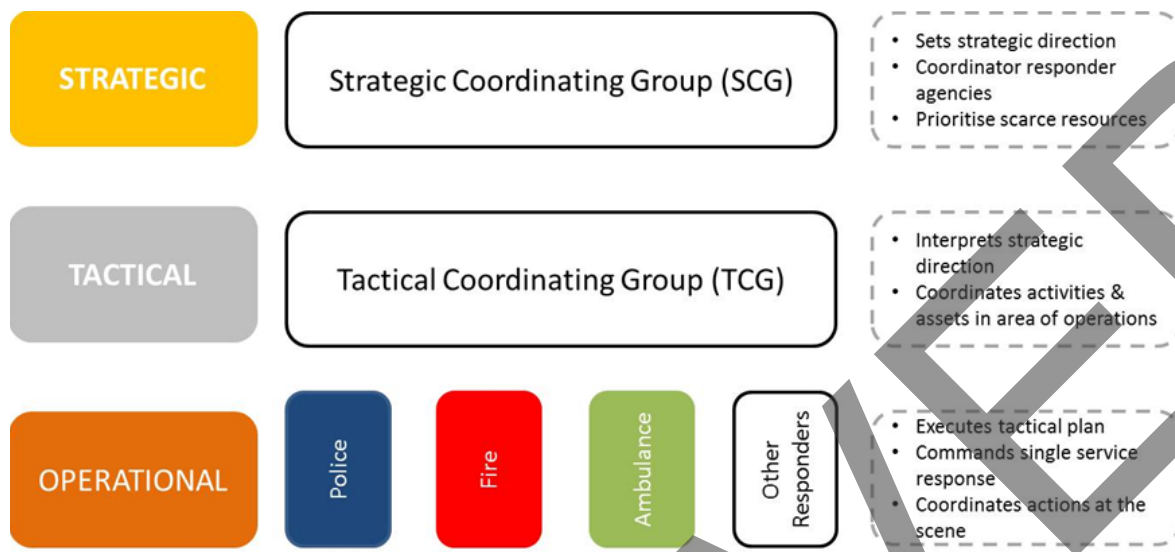 STRATEGIC
Strategic Coordinating Group (SCG)
• Sets strategic direction
• Coordinator responder
agencies
• Prioritise scarce resources
TACTICAL
Tactical Coordinating Group (TCG)
• Interprets strategic
direction
• Coordinates activities &
assets in area of operations
OPERATIONAL
Police
Fire
Ambulance
Other
Responders
• Executes tactical plan
• Commands single service
response
• Coordinates actions at the
scene